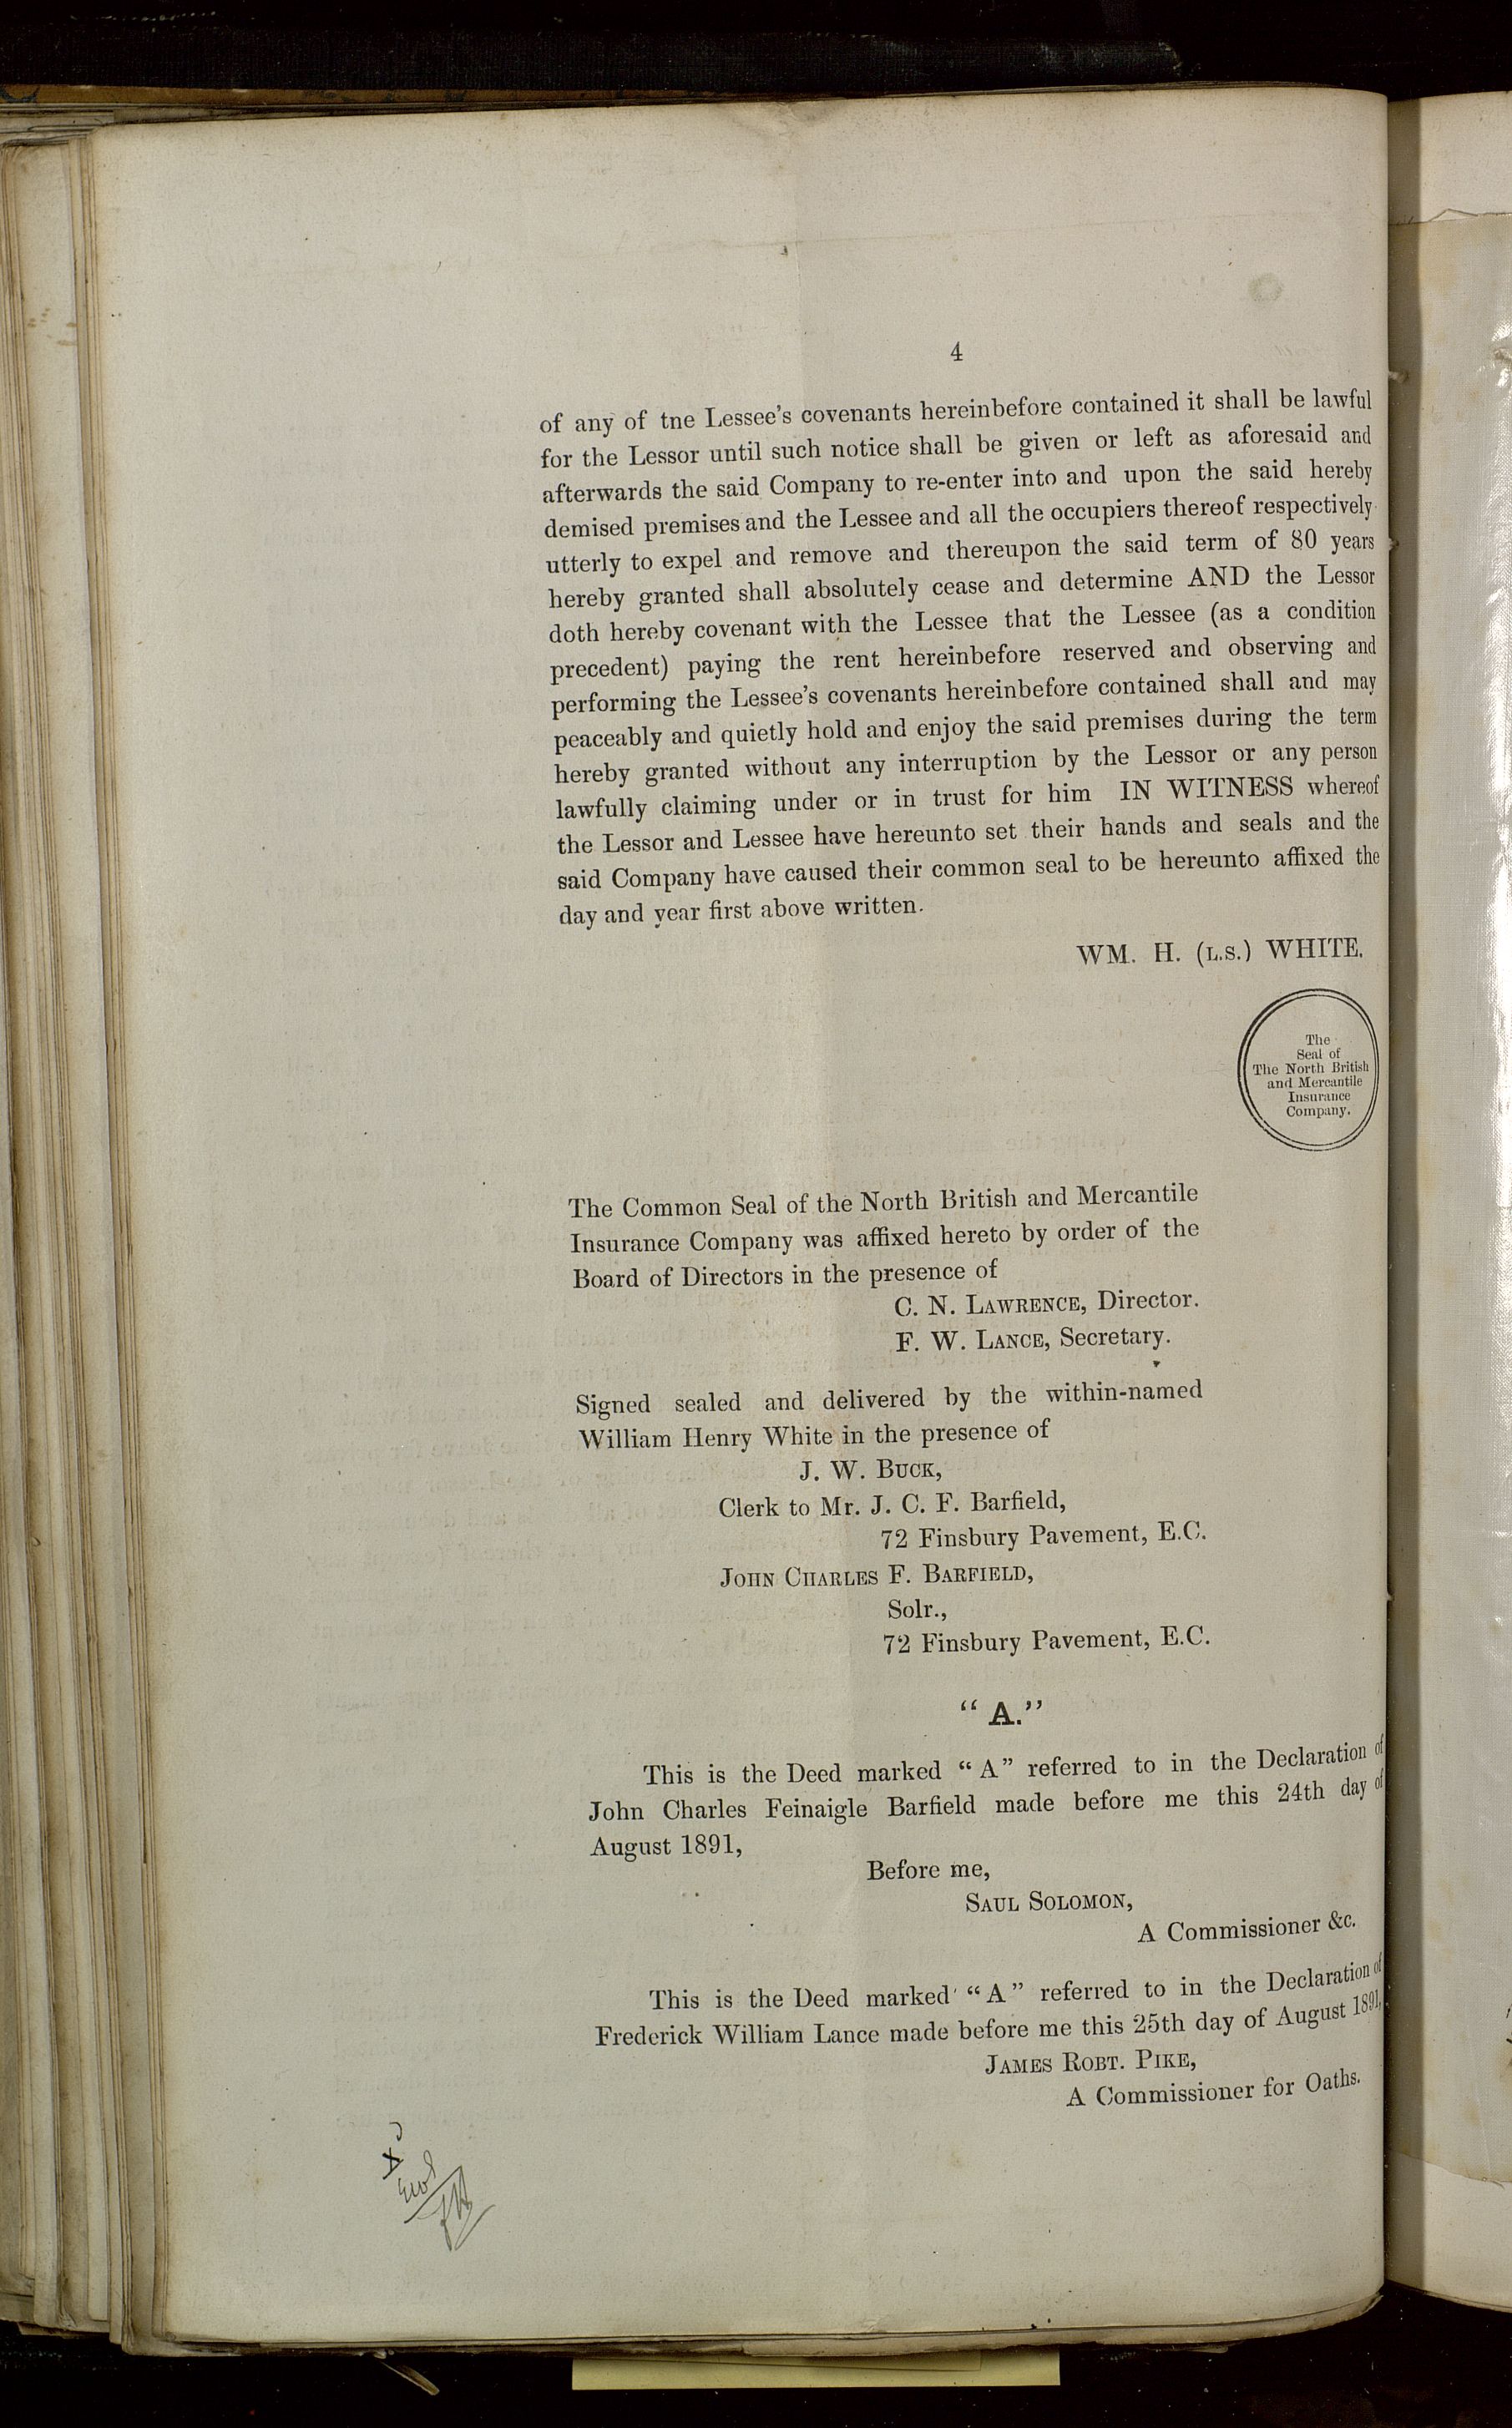 4
of any of tne Lessee's covenants hereinbefore contained it shall be lawful
for the Lessor until such notice shall be given or left as aforesaid and
afterwards the said Company to re-enter into and upon the said hereby
demised premises and the Lessee and all the occupiers thereof respectively
utterly to expel and remove and thereupon the said term of 80 years
hereby granted shall absolutely cease and determine AND the Lessor
doth hereby covenant with the Lessee that the Lessee (as a condition
precedent) paying the rent hereinbefore reserved and observing and
performing the Lessee's covenants hereinbefore contained shall and may
peaceably and quietly hold and enjoy the said premises during the term
hereby granted without any interruption by the Lessor or any person
lawfully claiming under or in trust for him IN WITNESS whereof
the Lessor and Lessee have hereunto set their hands and seals and the
said Company have caused their common seal to be hereunto affixed the
day and year first above written.
WM. H. (L.S.) WHITE.
The
Seal of
The North British
and Mercantile
Insurance
Company.
The Common Seal of the North British and Mercantile
Insurance Company was affixed hereto by order of the
Board of Directors in the presence of
C. N. LAWRENCE, Director.
F. W. LANCE, Secretary.
Signed sealed and delivered by the within-named
William Henry White in the presence of
J. W. BUCK,
Clerk to Mr. J. C. F. Barfield,
72 Finsbury Pavement, E.C.
JOHN CHARLES F. BARFIELD,
Solr.,
72 Finsbury Pavement, E.C.
"A."
This is the Deed marked "A" referred to in the Declaration of
John Charles Feinaigle Barfield made before me this 24th day of
August 1891,
Before me,
SAUL SOLOMON,
A Commissioner &c.
This is the Deed marked "A" referred to in the Declaration of
Frederick William Lance made before me this 25th day of August 1891,
JAMES ROBT. PIKE,
A Commissioner for Oaths.